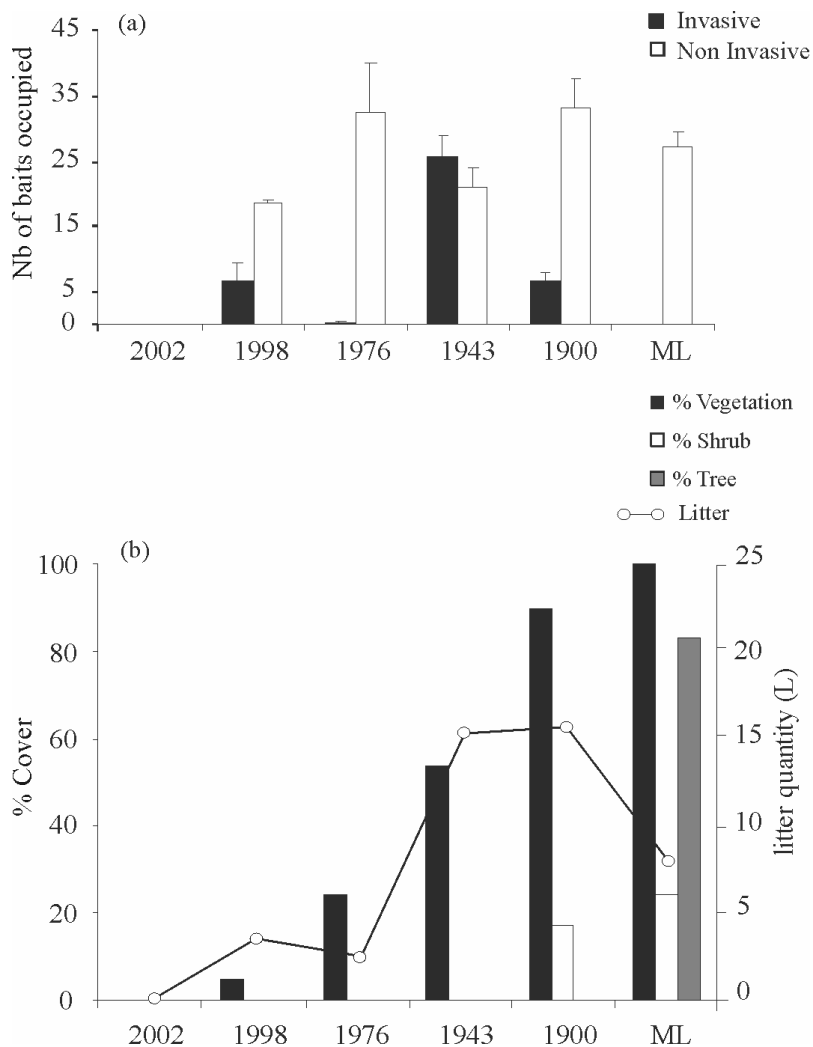 (a)
Invasive
Non Invasive
Nb of baits occupied
45
35
25
15
5
0
2002 1998 1976 1943 1900 ML
% Vegetation
% Shrub
% Tree
Litter
(b)
% Cover
100
80
60
40
20
0
litter quantity (L)
25
20
15
10
5
0
2002 1998 1976 1943 1900 ML